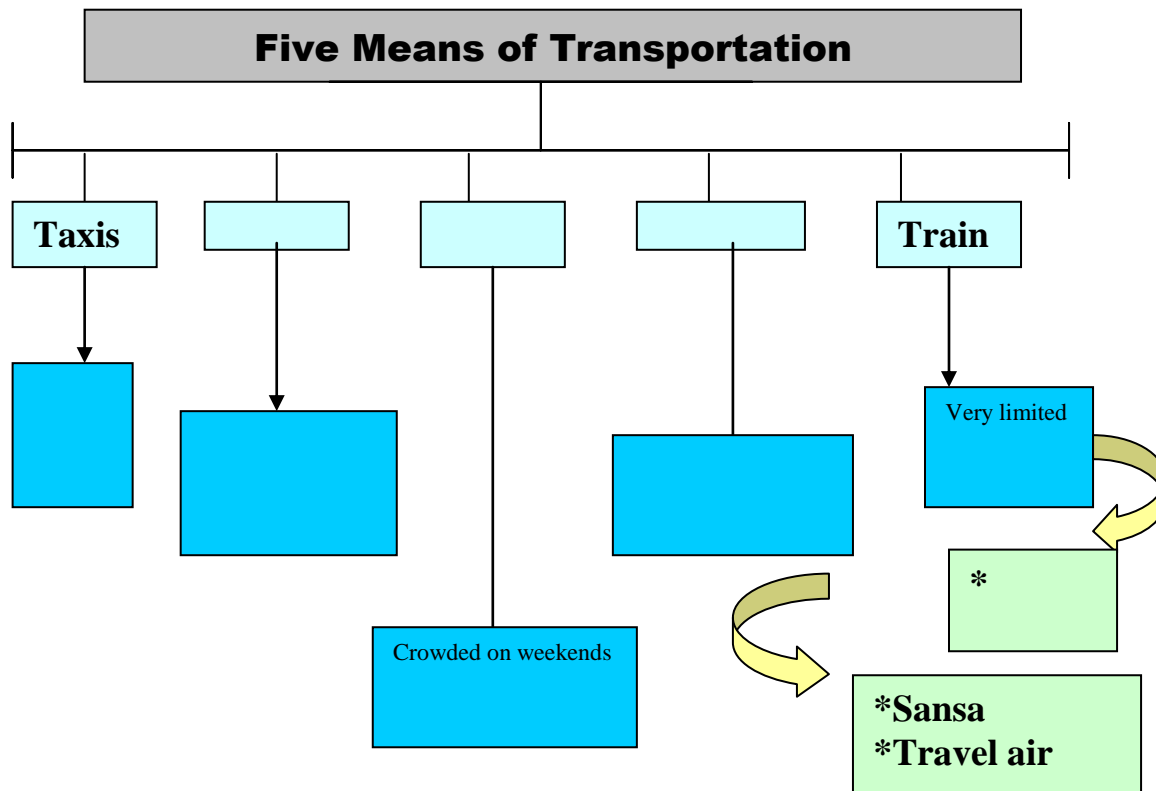 Five Means of Transportation
Taxis
Train
Very limited
*
Crowded on weekends
*Sansa
*Travel air